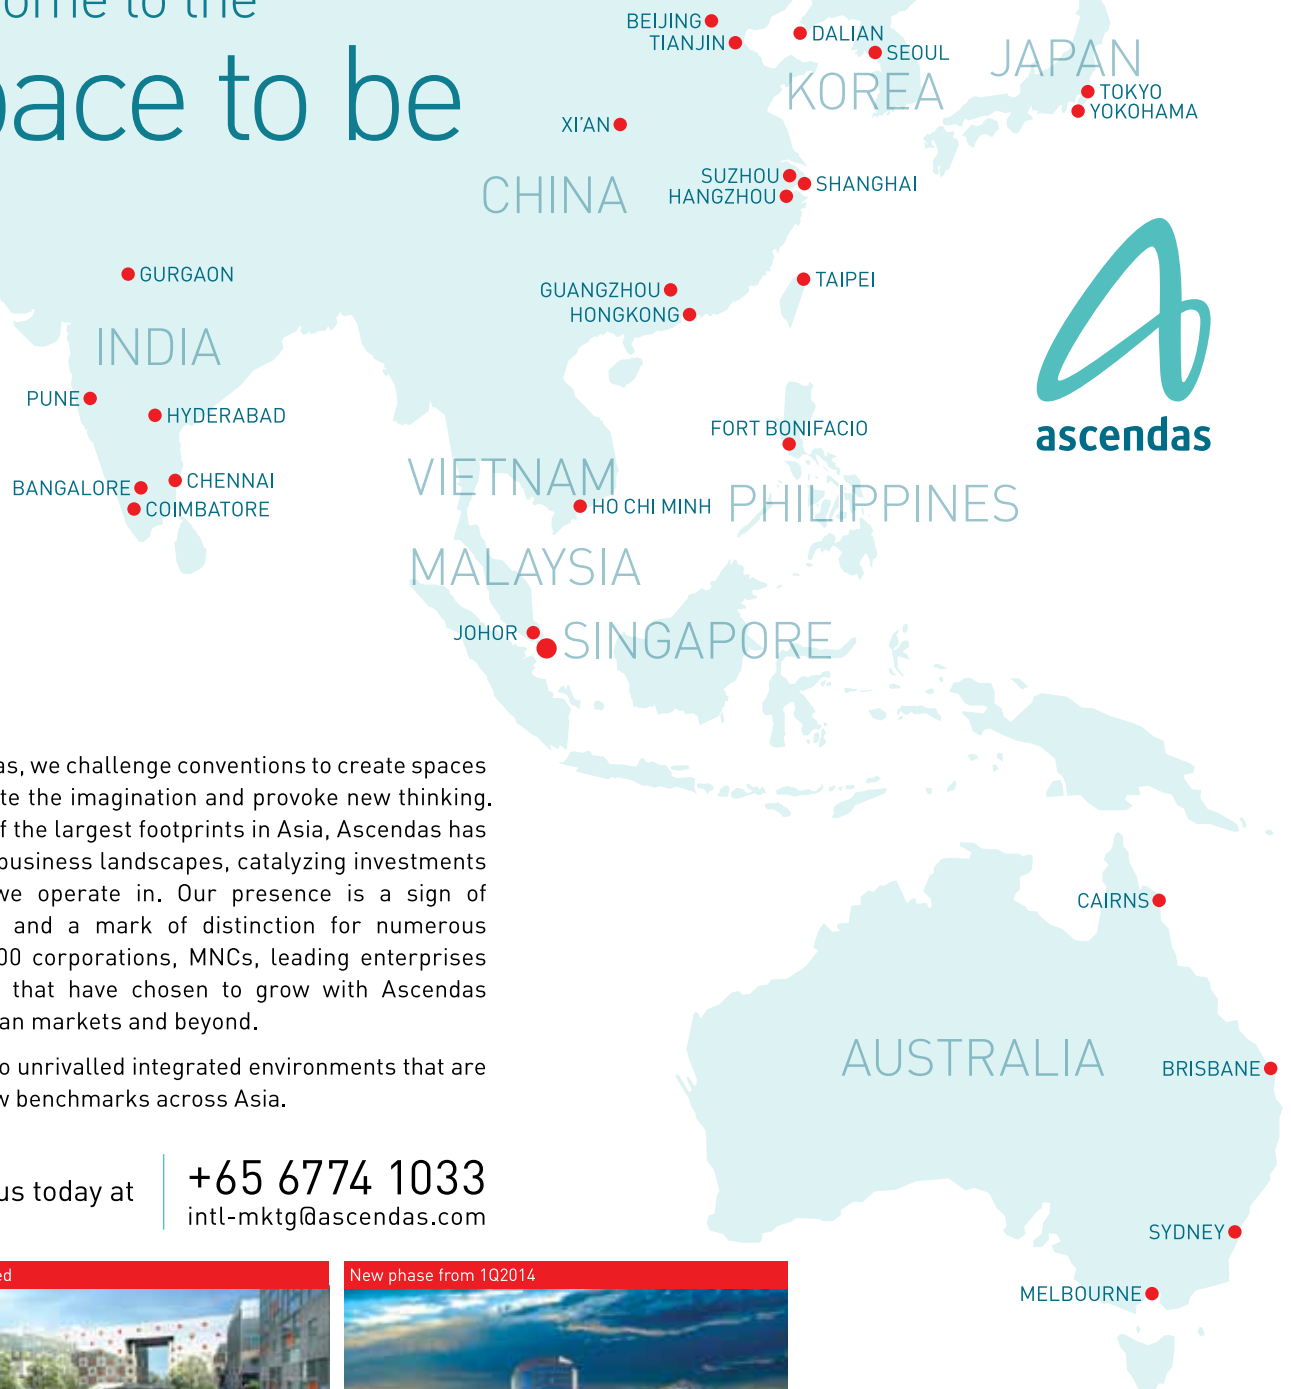 ome to the
pace to be
BEIJING
TIANJIN
DALIAN
SEOUL
KOREA
JAPAN
TOKYO
YOKOHAMA
XI'AN
CHINA
SUZHOU
HANGZHOU
SHANGHAI
GURGAON
TAIPEI
GUANGZHOU
HONGKONG
INDIA
PUNE
HYDERABAD
BANGALORE
CHENNAI
COIMBATORE
ascendas
FORT BONIFACIO
VIETNAM
HO CHI MINH
PHILIPPINES
MALAYSIA
JOHOR
SINGAPORE
as, we challenge conventions to create spaces
te the imagination and provoke new thinking.
f the largest footprints in Asia, Ascendas has
business landscapes, catalyzing investments
we operate in. Our presence is a sign of
and a mark of distinction for numerous
00 corporations, MNCs, leading enterprises
that have chosen to grow with Ascendas
an markets and beyond.
o unrivalled integrated environments that are
w benchmarks across Asia.
us today at
+65 6774 1033
intl-mktg@ascendas.com
CAIRNS
AUSTRALIA
BRISBANE
SYDNEY
MELBOURNE
ed
New phase from 1Q2014